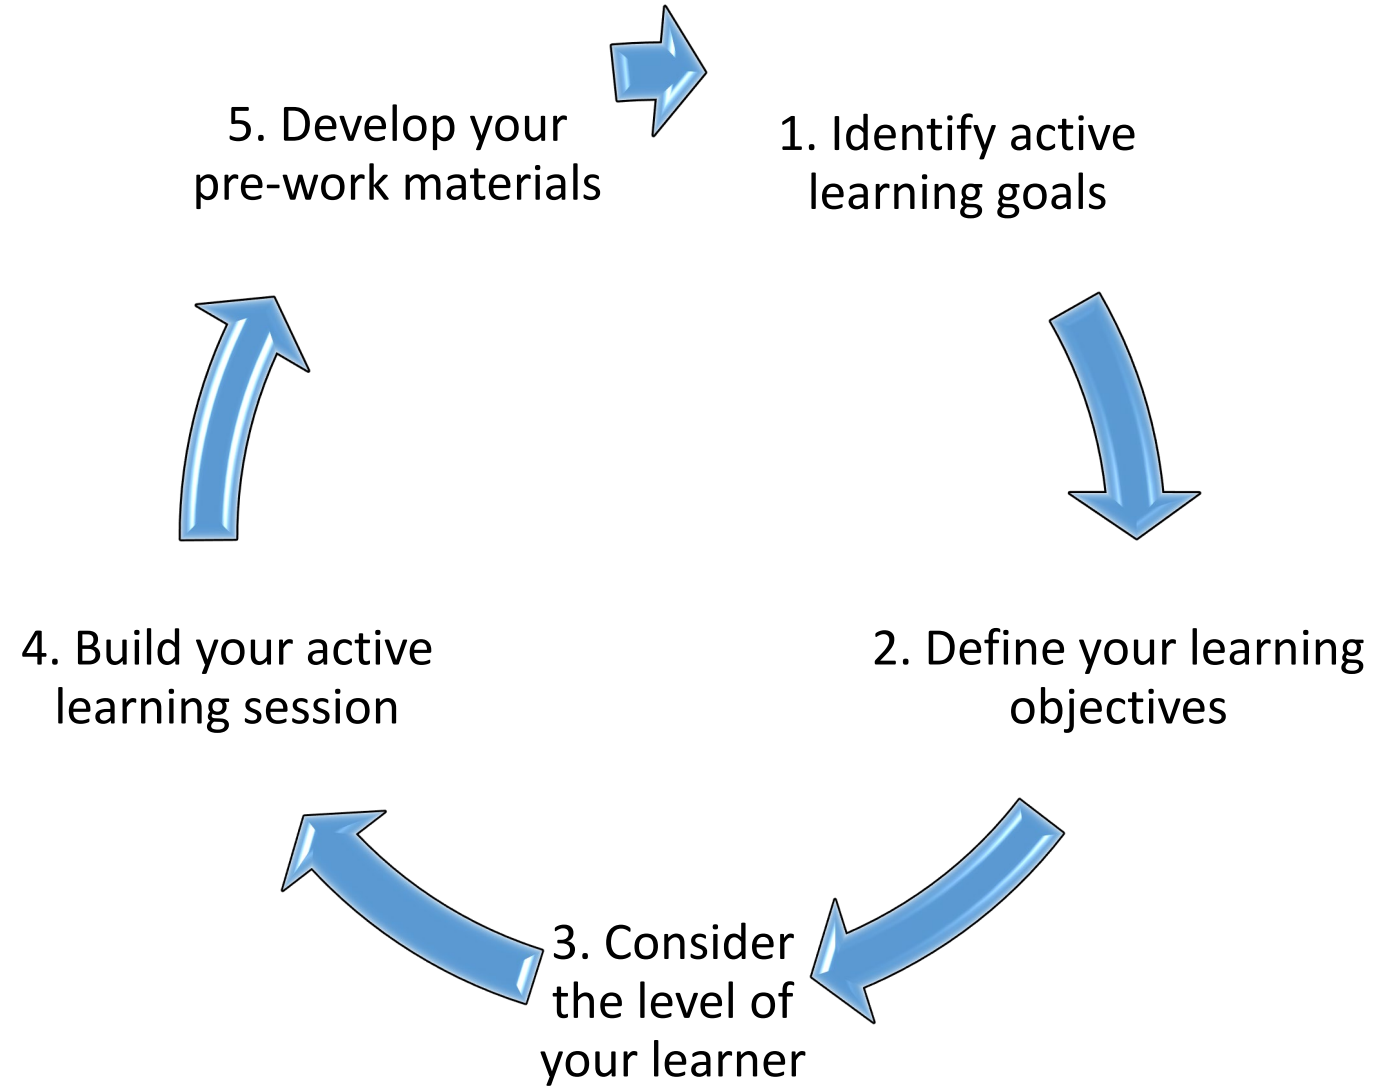 1. Identify active
learning goals
2. Define your learning
objectives
3. Consider
the level of
your learner
4. Build your active
learning session
5. Develop your
pre-work materials